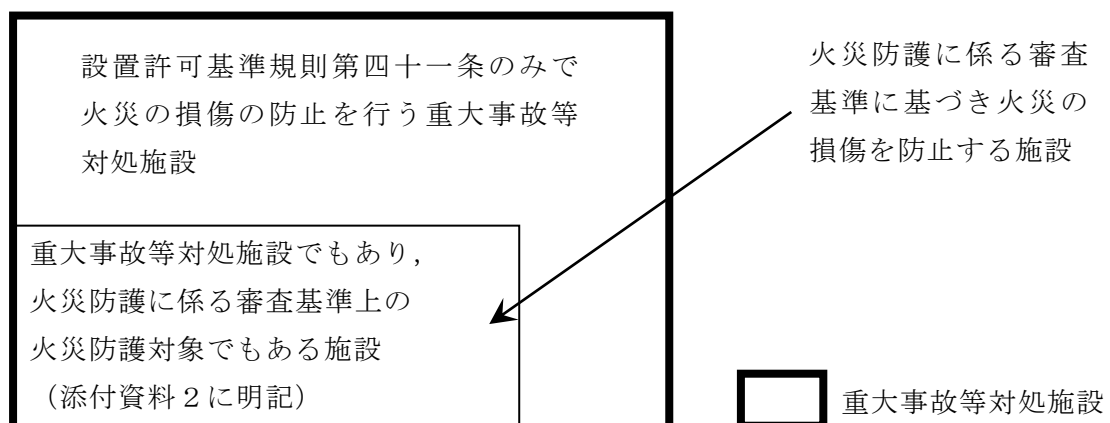 設置許可基準規則第四十一条のみで
火災の損傷の防止を行う重大事故等
対処施設
火災防護に係る審査
基準に基づき火災の
損傷を防止する施設
重大事故等対処施設でもあり，
火災防護に係る審査基準上の
火災防護対象でもある施設
（添付資料２に明記）
重大事故等対処施設